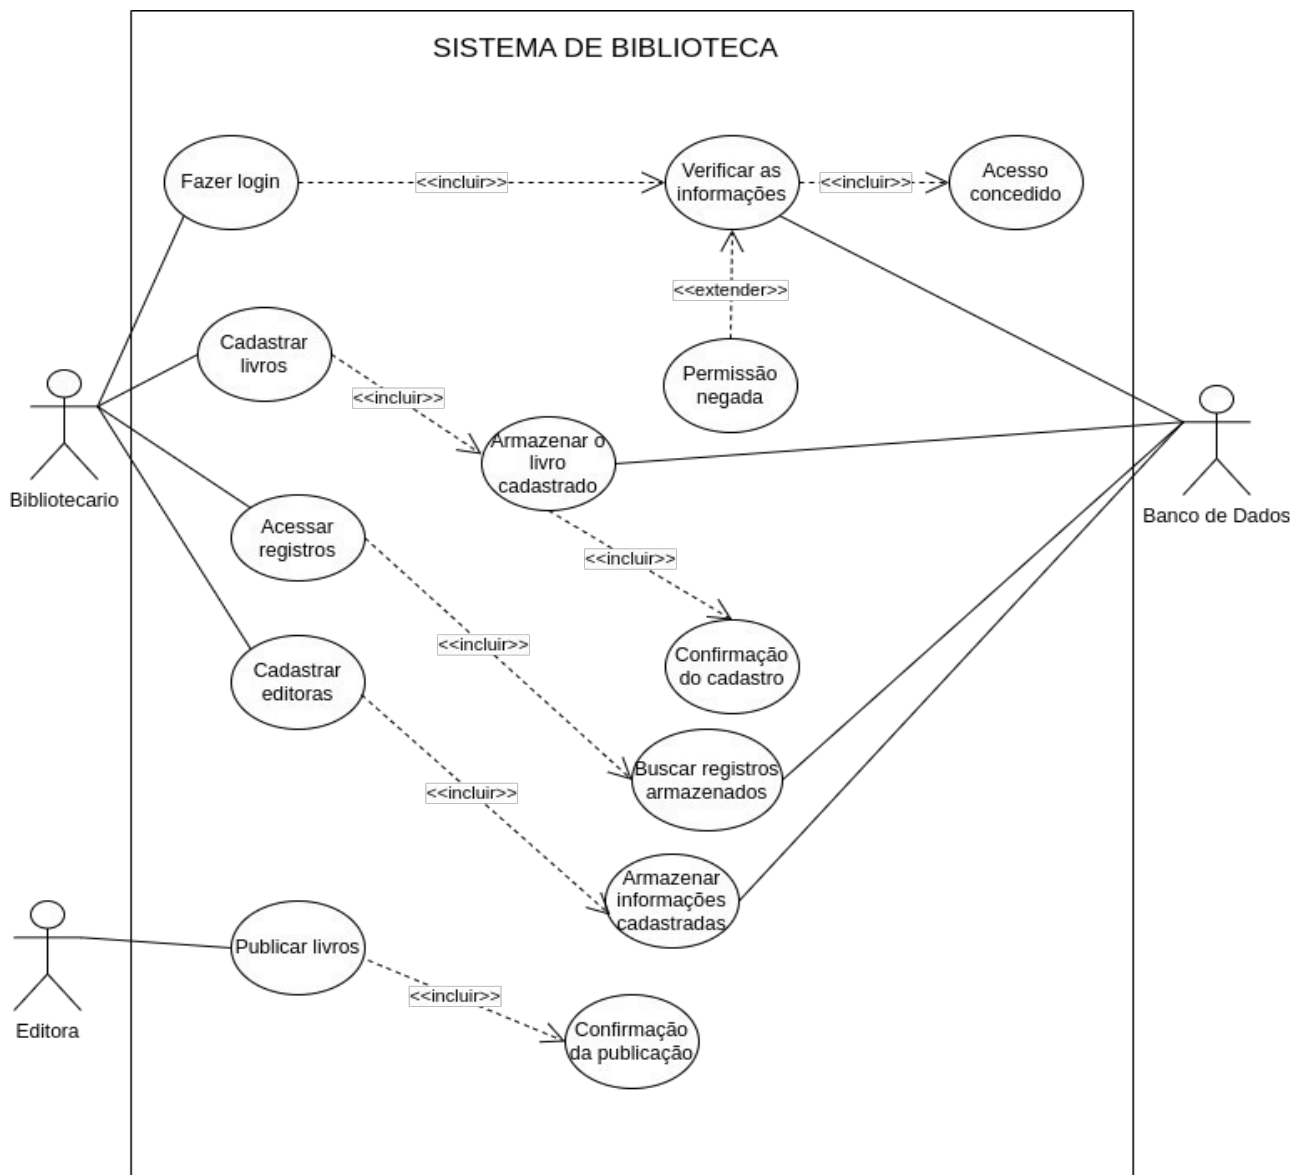 SISTEMA DE BIBLIOTECA
Fazer login
<<incluir>>
Verificar as
informações
<<incluir>>
Acesso
concedido
<<extender>>
Cadastrar
livros
<<incluir>>
Permissão
negada
Armazenar o
livro
cadastrado
Bibliotecario
Banco de Dados
Acessar
registros
<<incluir>>
<<incluir>>
Confirmação
do cadastro
Cadastrar
editoras
<<incluir>>
Buscar registros
armazenados
Armazenar
informações
cadastradas
Publicar livros
<<incluir>>
Editora
Confirmação
da publicação